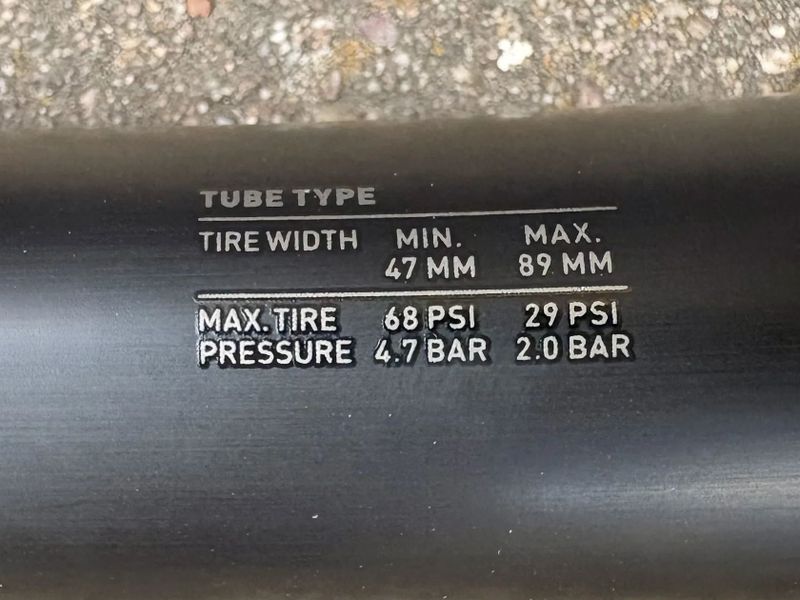 TUBE TYPE
TIRE WIDTH MIN. MAX.
47 MM 89 MM
MAX. TIRE 68 PSI 29 PSI
PRESSURE 4.7 BAR 2.0 BAR